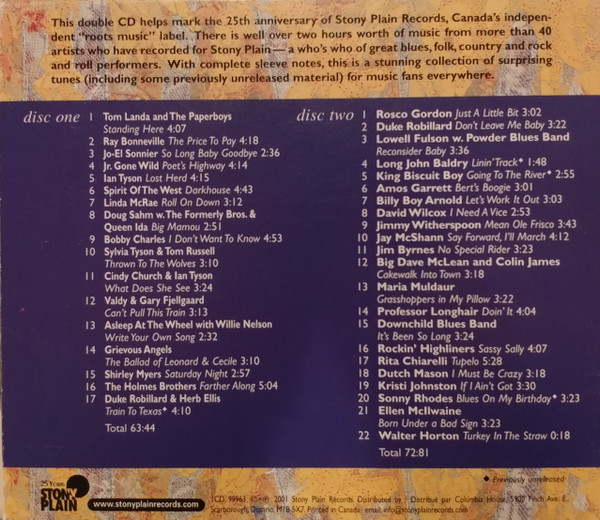 This double CD helps mark the 25th anniversary of Stony Plain Records, Canada's indepen-
dent "roots music" label. There is well over two hours worth of music from more than 40
artists who have recorded for Stony Plain — a who's who of great blues, folk, country and rock
and roll performers. With complete sleeve notes, this is a stunning collection of surprising
tunes (including some previously unreleased material) for music fans everywhere.
disc one
1 Tom Landa and The Paperboys
Standing Here 4:07
2 Ray Bonneville The Price To Pay 4:18
3 Jo-El Sonnier So Long Baby Goodbye 2:36
4 Jr. Gone Wild Poet's Highway 4:14
5 Ian Tyson Lost Herd 4:15
6 Spirit Of The West Darkhouse 4:43
7 Linda McRae Roll On Down 3:12
8 Doug Sahm w. The Formerly Bros. &
Queen Ida Big Mamou 2:51
9 Bobby Charles I Don't Want To Know 4:53
10 Sylvia Tyson & Tom Russell
Thrown To The Wolves 3:10
11 Cindy Church & Ian Tyson
What Does She See 3:24
12 Valdy & Gary Fjellgaard
Can't Pull This Train 3:13
13 Asleep At The Wheel with Willie Nelson
Write Your Own Song 2:32
14 Grievous Angels
The Ballad of Leonard & Cecile 3:10
15 Shirley Myers Saturday Night 2:57
16 The Holmes Brothers Farther Along 5:04
17 Duke Robillard & Herb Ellis
Train To Texas♦ 4:10
Total 63:44
disc two
1 Rosco Gordon Just A Little Bit 3:02
2 Duke Robillard Don't Leave Me Baby 3:22
3 Lowell Fulson w. Powder Blues Band
Reconsider Baby 3:36
4 Long John Baldry Linin' Track♦ 1:48
5 King Biscuit Boy Going To The River♦ 2:55
6 Amos Garrett Bert's Boogie 3:01
7 Billy Boy Arnold Let's Work It Out 3:03
8 David Wilcox I Need A Vice 2:53
9 Jimmy Witherspoon Mean Ole Frisco 3:43
10 Jay McShann Say Forward, I'll March 4:12
11 Jim Byrnes No Special Rider 3:23
12 Big Dave McLean and Colin James
Cakewalk Into Town 3:18
13 Maria Muldaur
Grasshoppers in My Pillow 3:22
14 Professor Longhair Doin' It 4:04
15 Downchild Blues Band
It's Been So Long 3:24
16 Rockin' Highliners Sassy Sally 4:07
17 Rita Chiarelli Tupelo 5:28
18 Dutch Mason I Must Be Crazy 3:18
19 Kristi Johnston If I Ain't Got 3:30
20 Sonny Rhodes Blues On My Birthday♦ 3:23
21 Ellen McIlwaine
Born Under a Bad Sign 3:23
22 Walter Horton Turkey In The Straw 0:18
Total 72:81
♦ Previously unreleased
25 Years
STONY
PLAIN
www.stonyplainrecords.com
2001 Stony Plain Records. Distributed by / Distribué par Columbia House, Finch Ave. E.,
Scarborough, Ontario, M1B 5X7. Printed in Canada email: info@stonyplainrecords.com